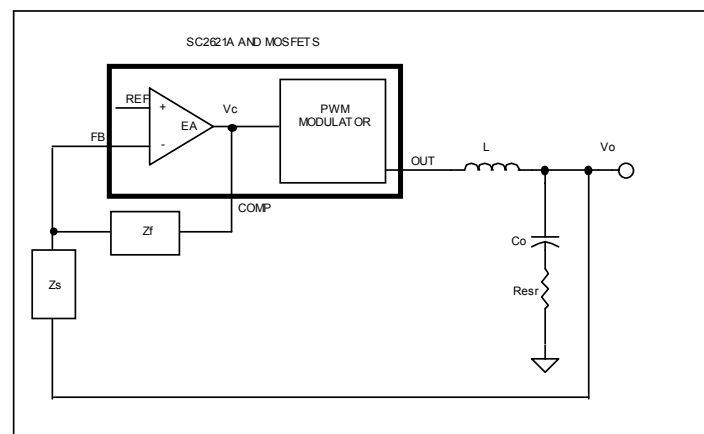 SC2621A AND MOSFETS
REF
+
Vc
PWM
MODULATOR
EA
FB
-
L
Vo
OUT
COMP
Zf
Co
Zs
Resr